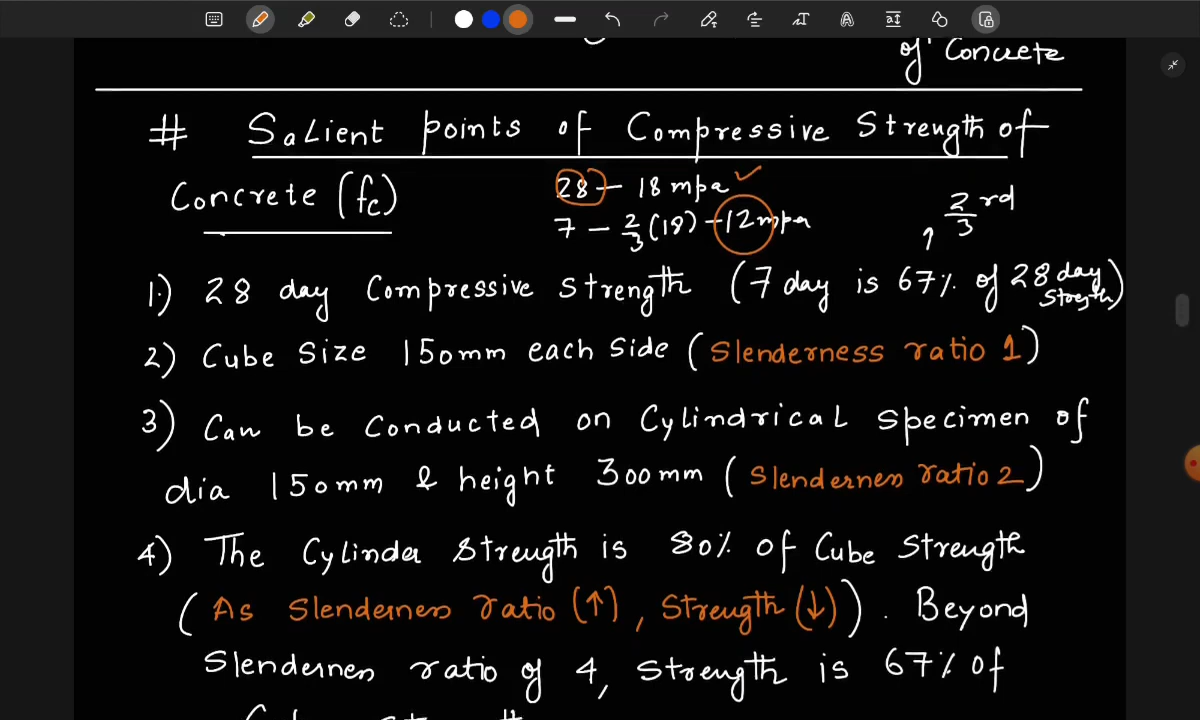 of Concrete
# Salient points of Compressive Strength of
Concrete (fc)
28 - 18 mpa ✓
7 - 2/3 (18) - 12 mpa
↑ 2/3 rd
1) 28 day Compressive strength (7 day is 67% of 28 day Strength)
2) Cube Size 150mm each side (Slenderness ratio 1)
3) Can be Conducted on Cylindrical Specimen of
dia 150mm & height 300mm (Slenderness ratio 2)
4) The Cylinder Strength is 80% of Cube Strength
(As Slenderness ratio (↑), Strength (↓)). Beyond
Slenderness ratio of 4, strength is 67% of